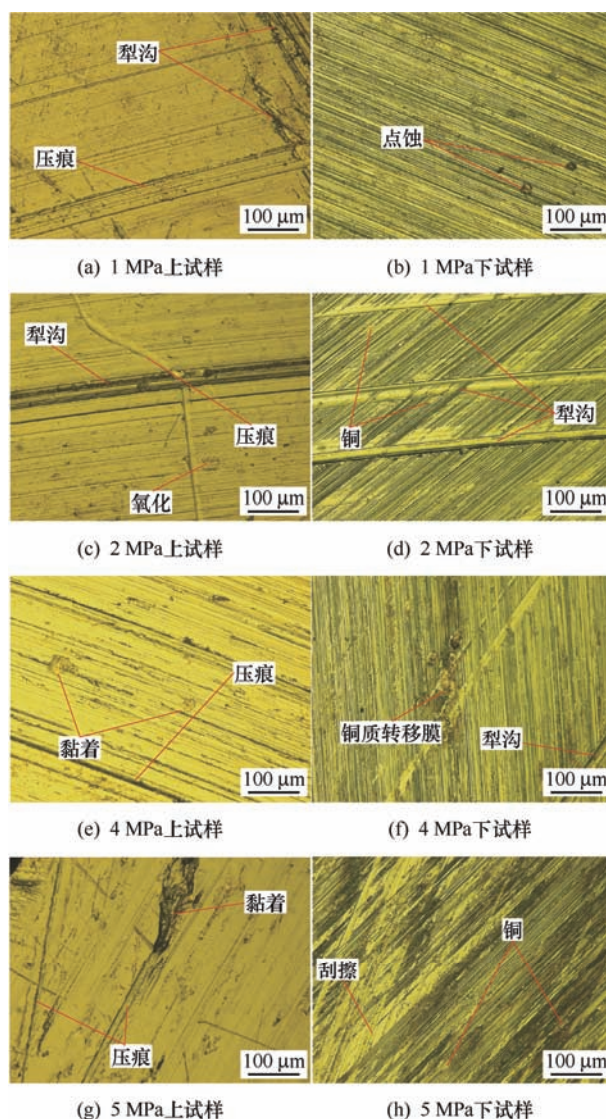 犁沟
压痕
100 μm
点蚀
100 μm
(a) 1 MPa上试样
(b) 1 MPa下试样
犁沟
压痕
氧化
100 μm
铜
犁沟
100 μm
(c) 2 MPa上试样
(d) 2 MPa下试样
压痕
黏着
100 μm
铜质转移膜
犁沟
100 μm
(e) 4 MPa上试样
(f) 4 MPa下试样
黏着
压痕
100 μm
铜
刮擦
100 μm
(g) 5 MPa上试样
(h) 5 MPa下试样